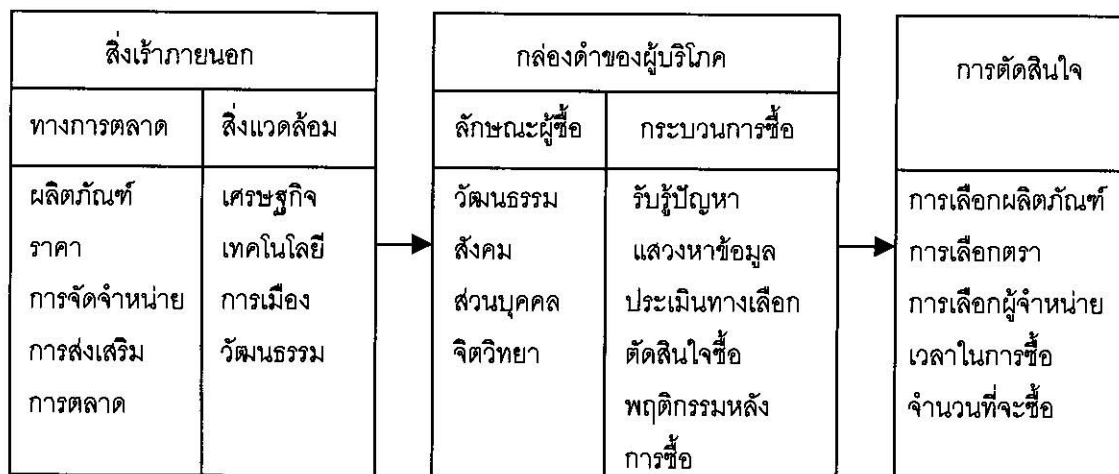 สิ่งเร้าภายนอก
ทางการตลาด
ผลิตภัณฑ์
ราคา
การจัดจำหน่าย
การส่งเสริม
การตลาด
สิ่งแวดล้อม
เศรษฐกิจ
เทคโนโลยี
การเมือง
วัฒนธรรม
กล่องดำของผู้บริโภค
ลักษณะผู้ซื้อ
วัฒนธรรม
สังคม
ส่วนบุคคล
จิตวิทยา
กระบวนการซื้อ
รับรู้ปัญหา
แสวงหาข้อมูล
ประเมินทางเลือก
ตัดสินใจซื้อ
พฤติกรรมหลัง
การซื้อ
การตัดสินใจ
การเลือกผลิตภัณฑ์
การเลือกตรา
การเลือกผู้จำหน่าย
เวลาในการซื้อ
จำนวนที่จะซื้อ